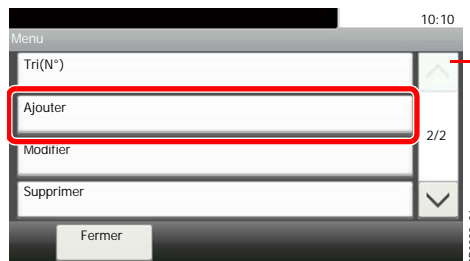 10:10
Menu
Tri(N°)
Ajouter
2/2
Modifier
Supprimer
Fermer